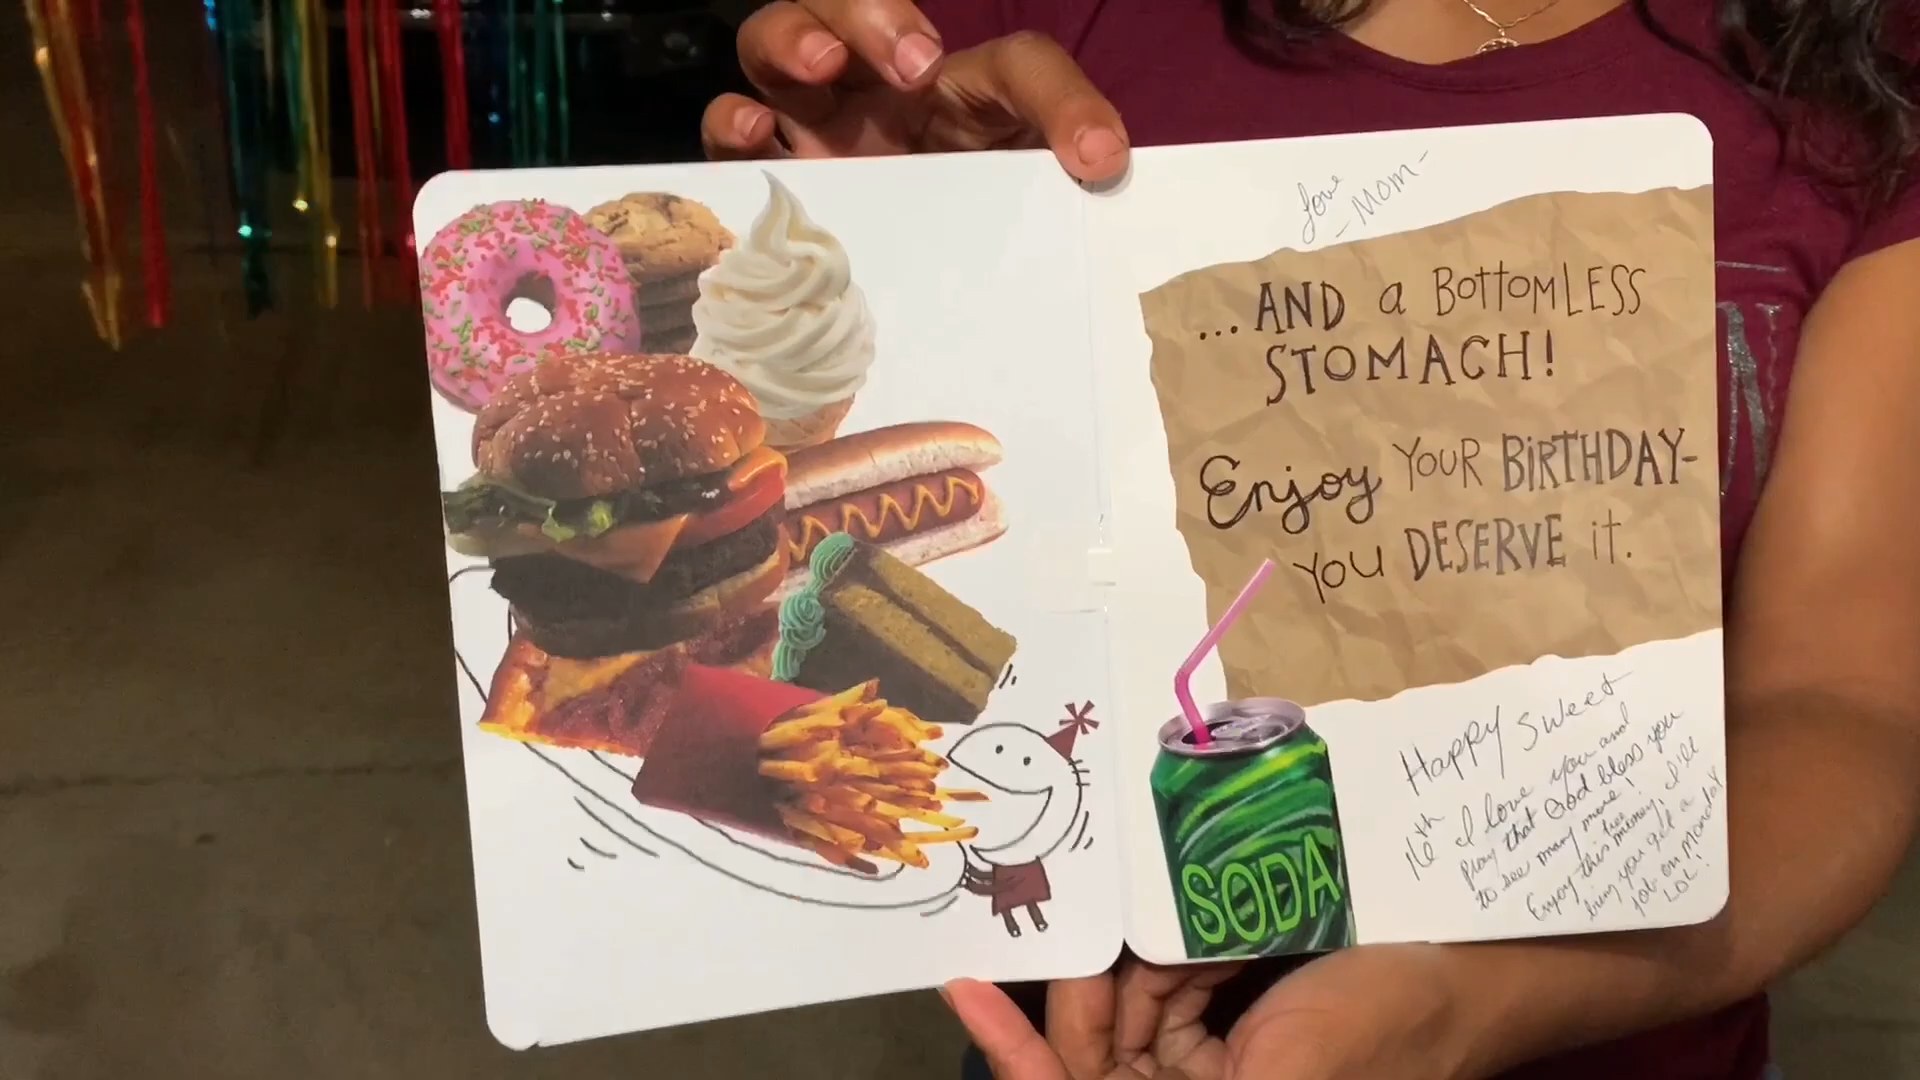 Love
- Mom -
...AND a BOTTOMLESS
STOMACH!
Enjoy YOUR BIRTHDAY-
YOU DESERVE it.
SODA
Happy Sweet
16th I love you and
pray that God bless you
to see many more!
Enjoy this money, I'll
bring you get a
job on Monday
LOL!